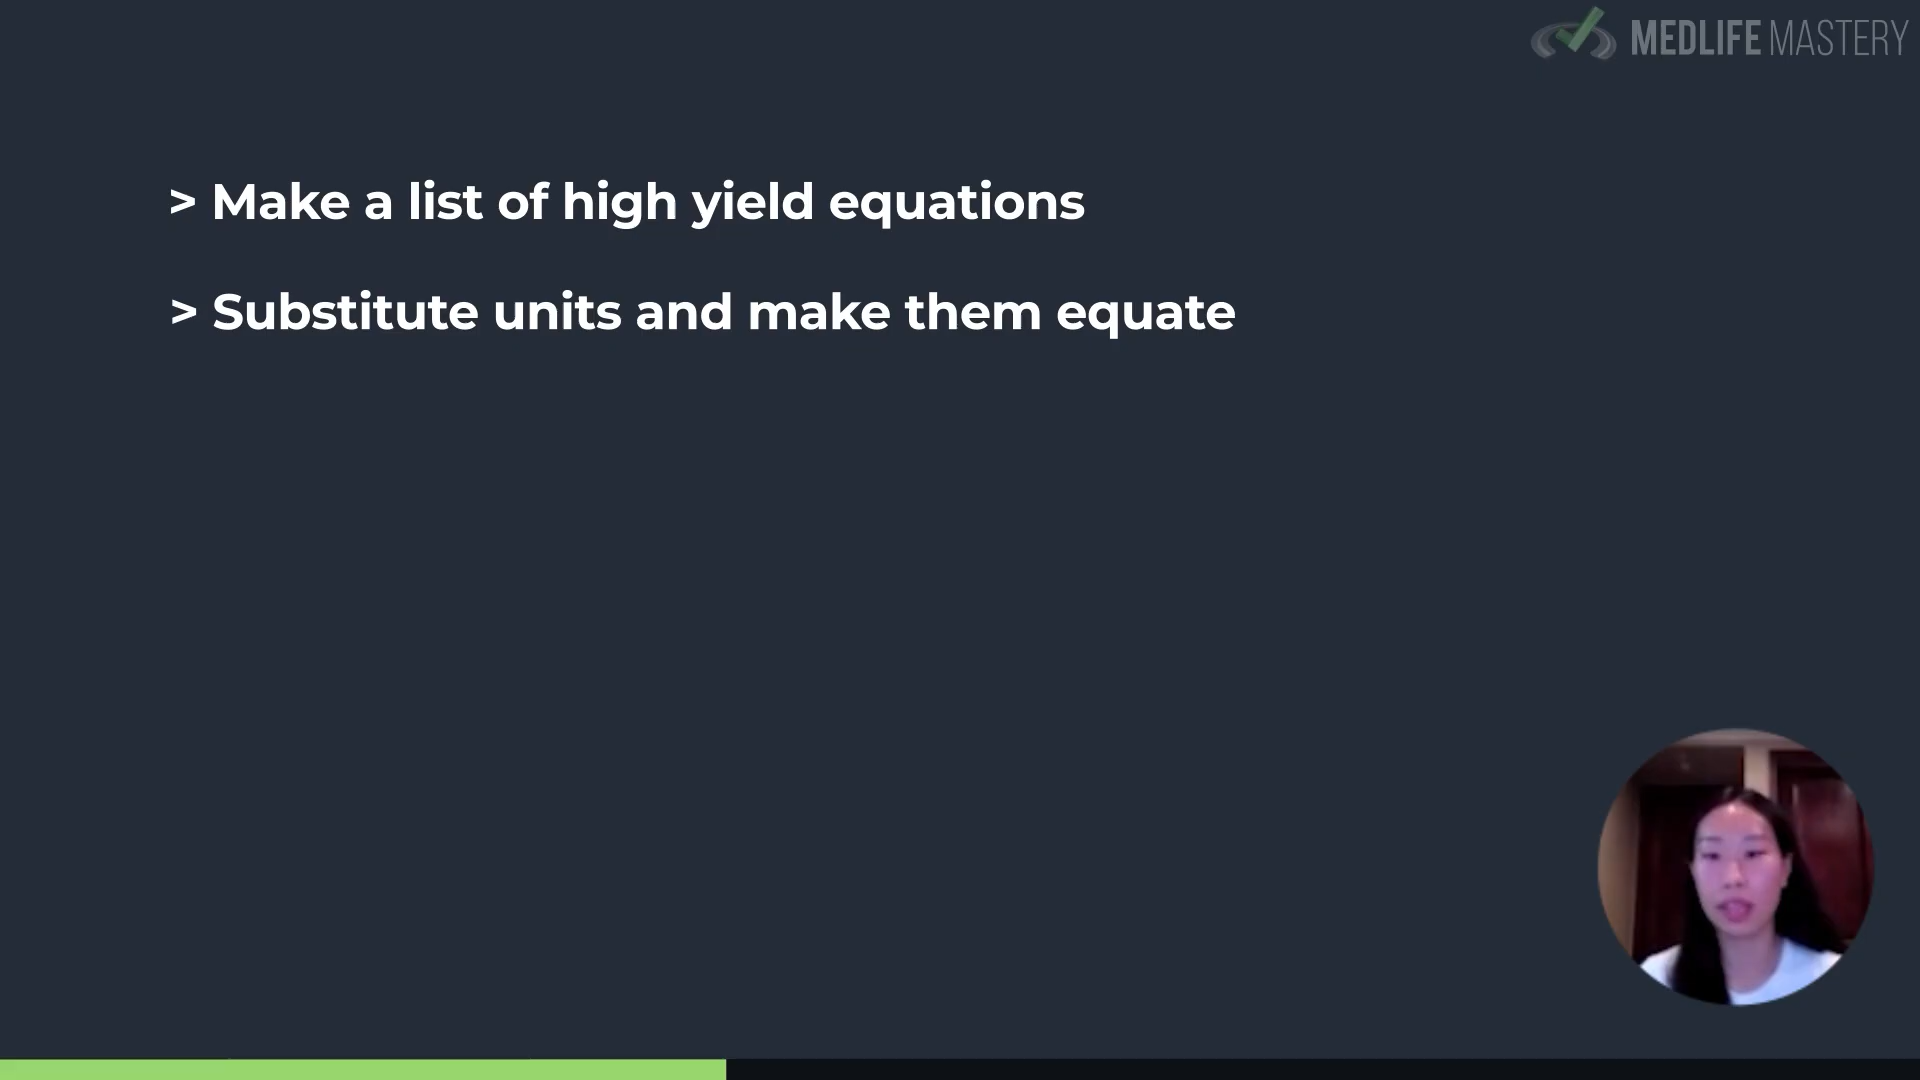 MEDLIFE MASTERY
> Make a list of high yield equations
> Substitute units and make them equate